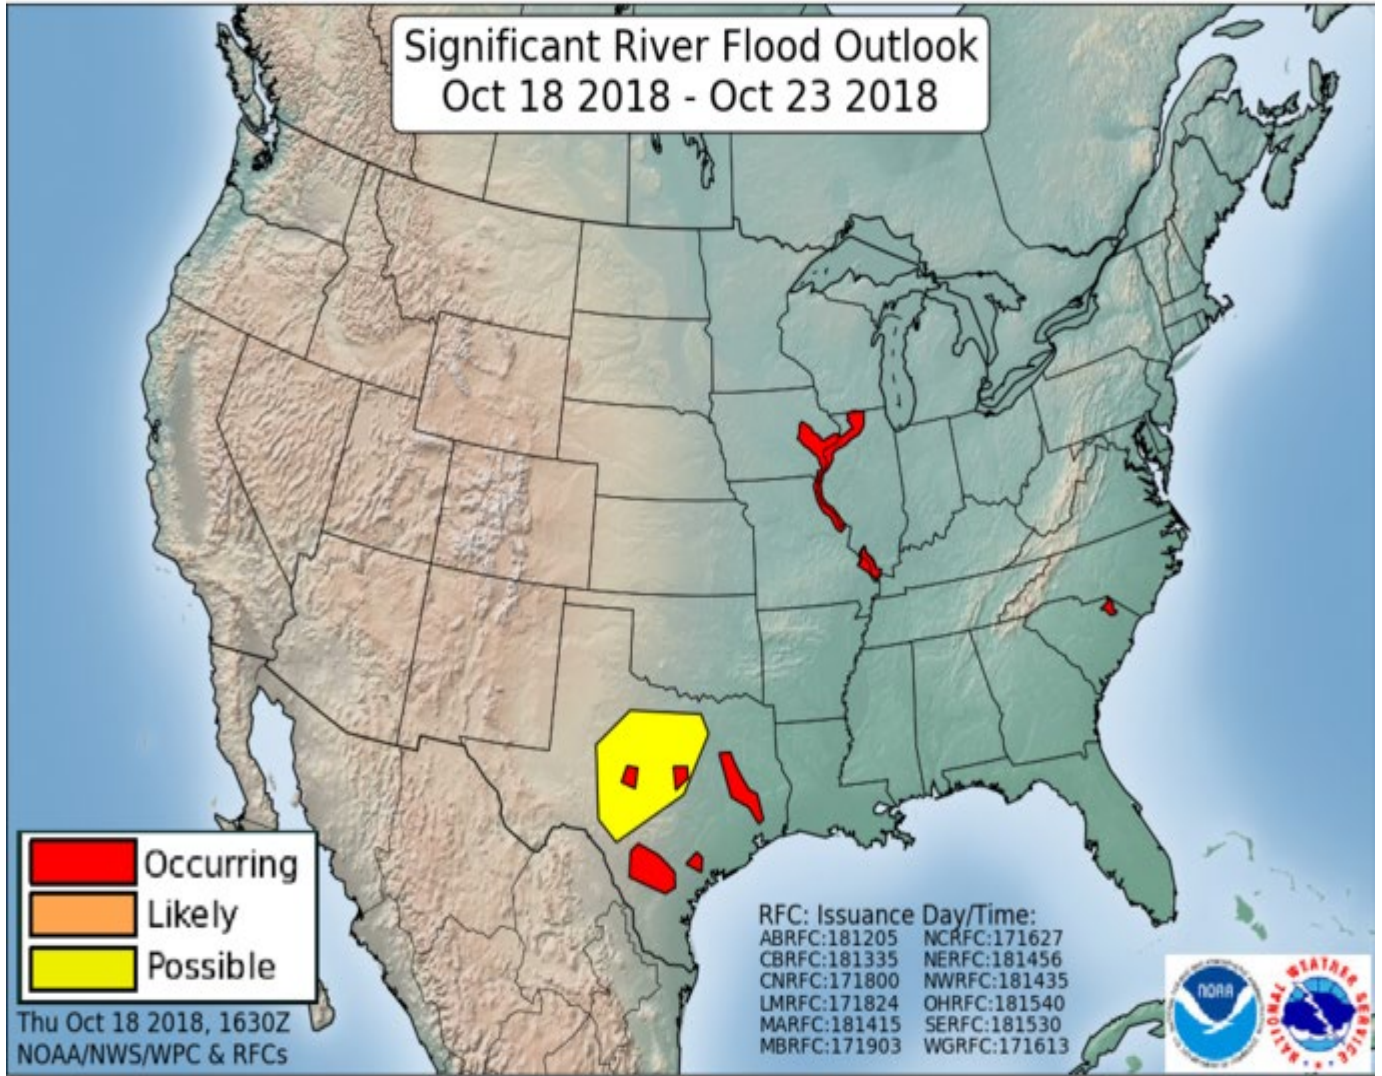 Significant River Flood Outlook
Oct 18 2018 - Oct 23 2018
Occurring
Likely
Possible
Thu Oct 18 2018, 1630Z
NOAA/NWS/WPC & RFCs
RFC: Issuance Day/Time:
ABRFC:181205 NCRFC:171627
CBRFC:181335 NERFC:181456
CNRFC:171800 NWRFC:181435
LMRFC:171824 OHRFC:181540
MARFC:181415 SERFC:181530
MBRFC:171903 WGRFC:171613
NOAA
NATIONAL WEATHER SERVICE